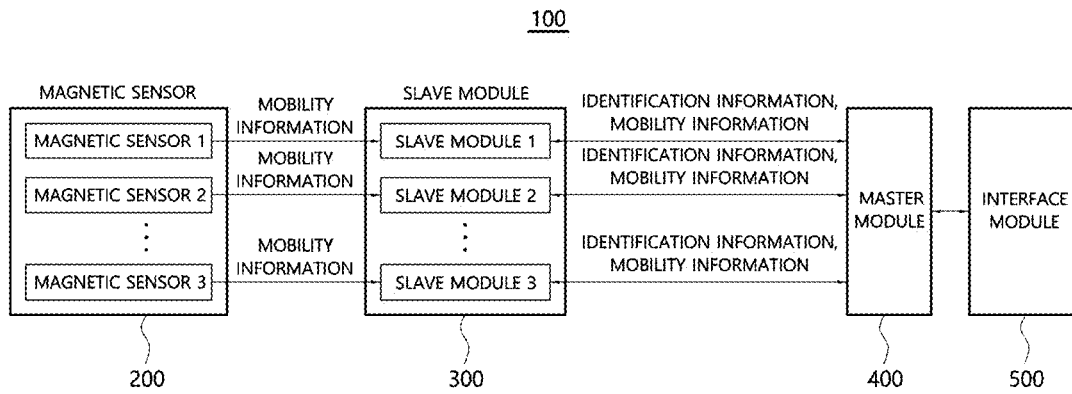 100
MAGNETIC SENSOR
MAGNETIC SENSOR 1
MAGNETIC SENSOR 2
MAGNETIC SENSOR 3
200
MOBILITY
INFORMATION
MOBILITY
INFORMATION
MOBILITY
INFORMATION
SLAVE MODULE
SLAVE MODULE 1
SLAVE MODULE 2
SLAVE MODULE 3
300
IDENTIFICATION INFORMATION,
MOBILITY INFORMATION
IDENTIFICATION INFORMATION,
MOBILITY INFORMATION
IDENTIFICATION INFORMATION,
MOBILITY INFORMATION
MASTER
MODULE
400
INTERFACE
MODULE
500